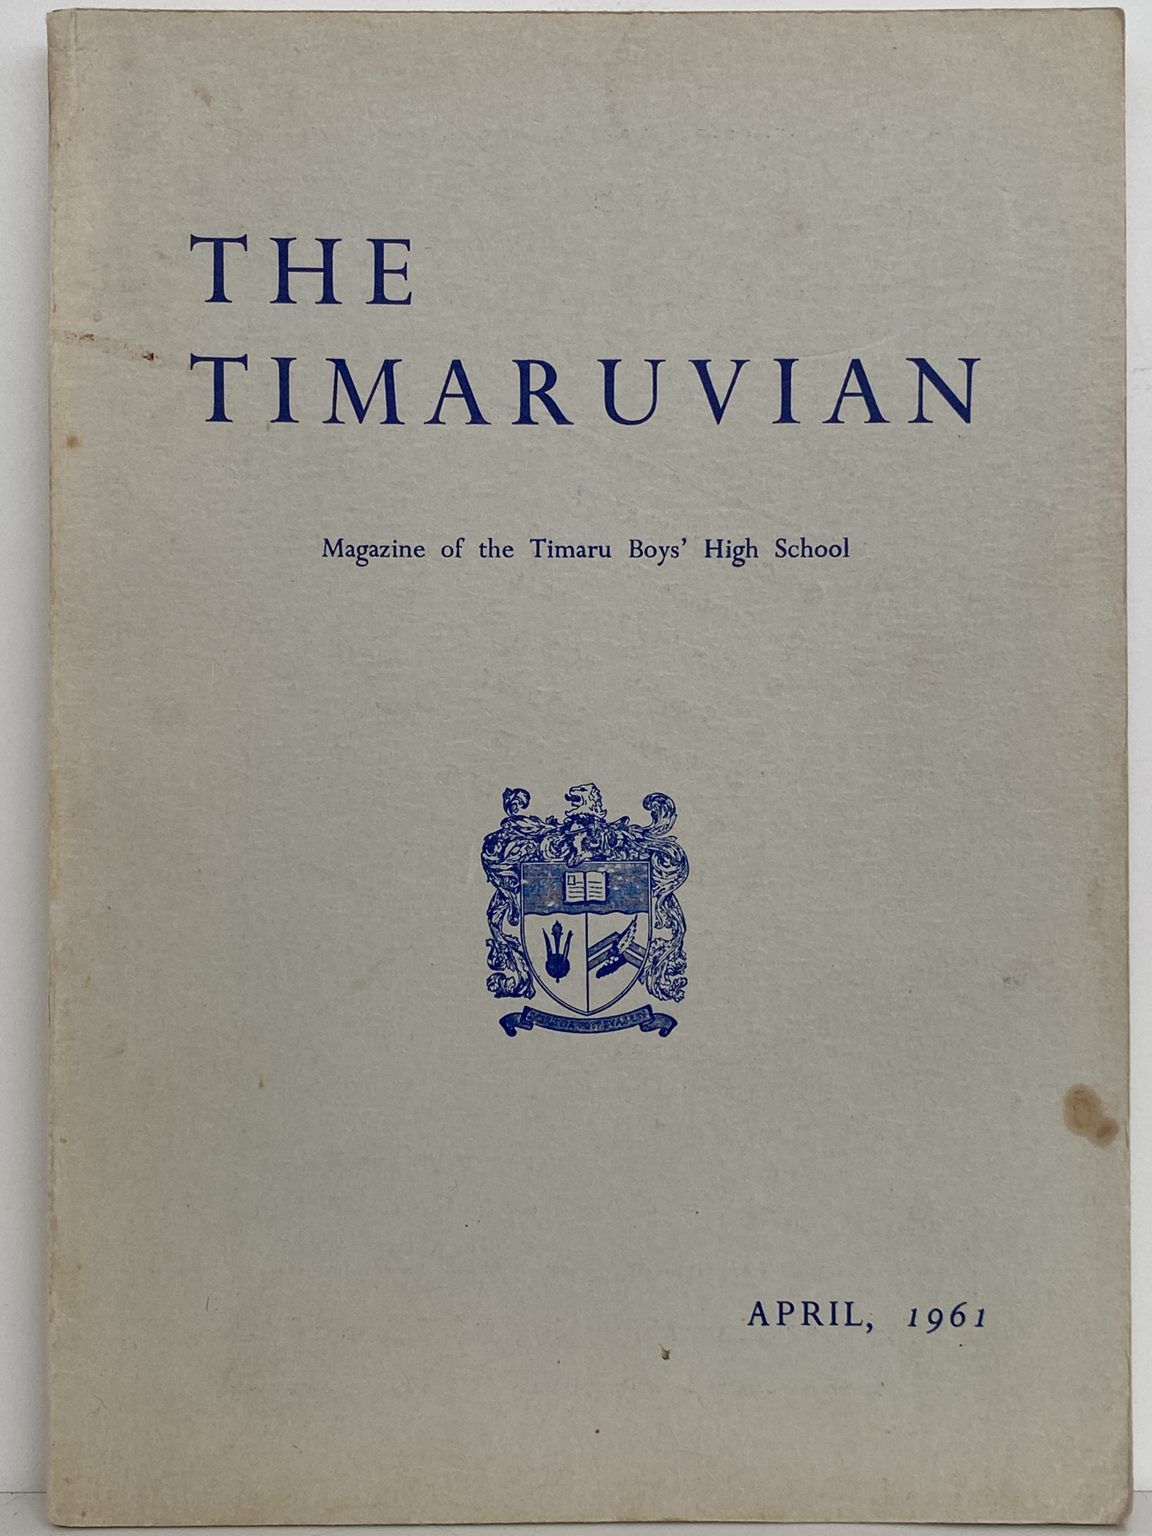 THE
TIMARUVIAN
Magazine of the Timaru Boys' High School
APRIL, 1961